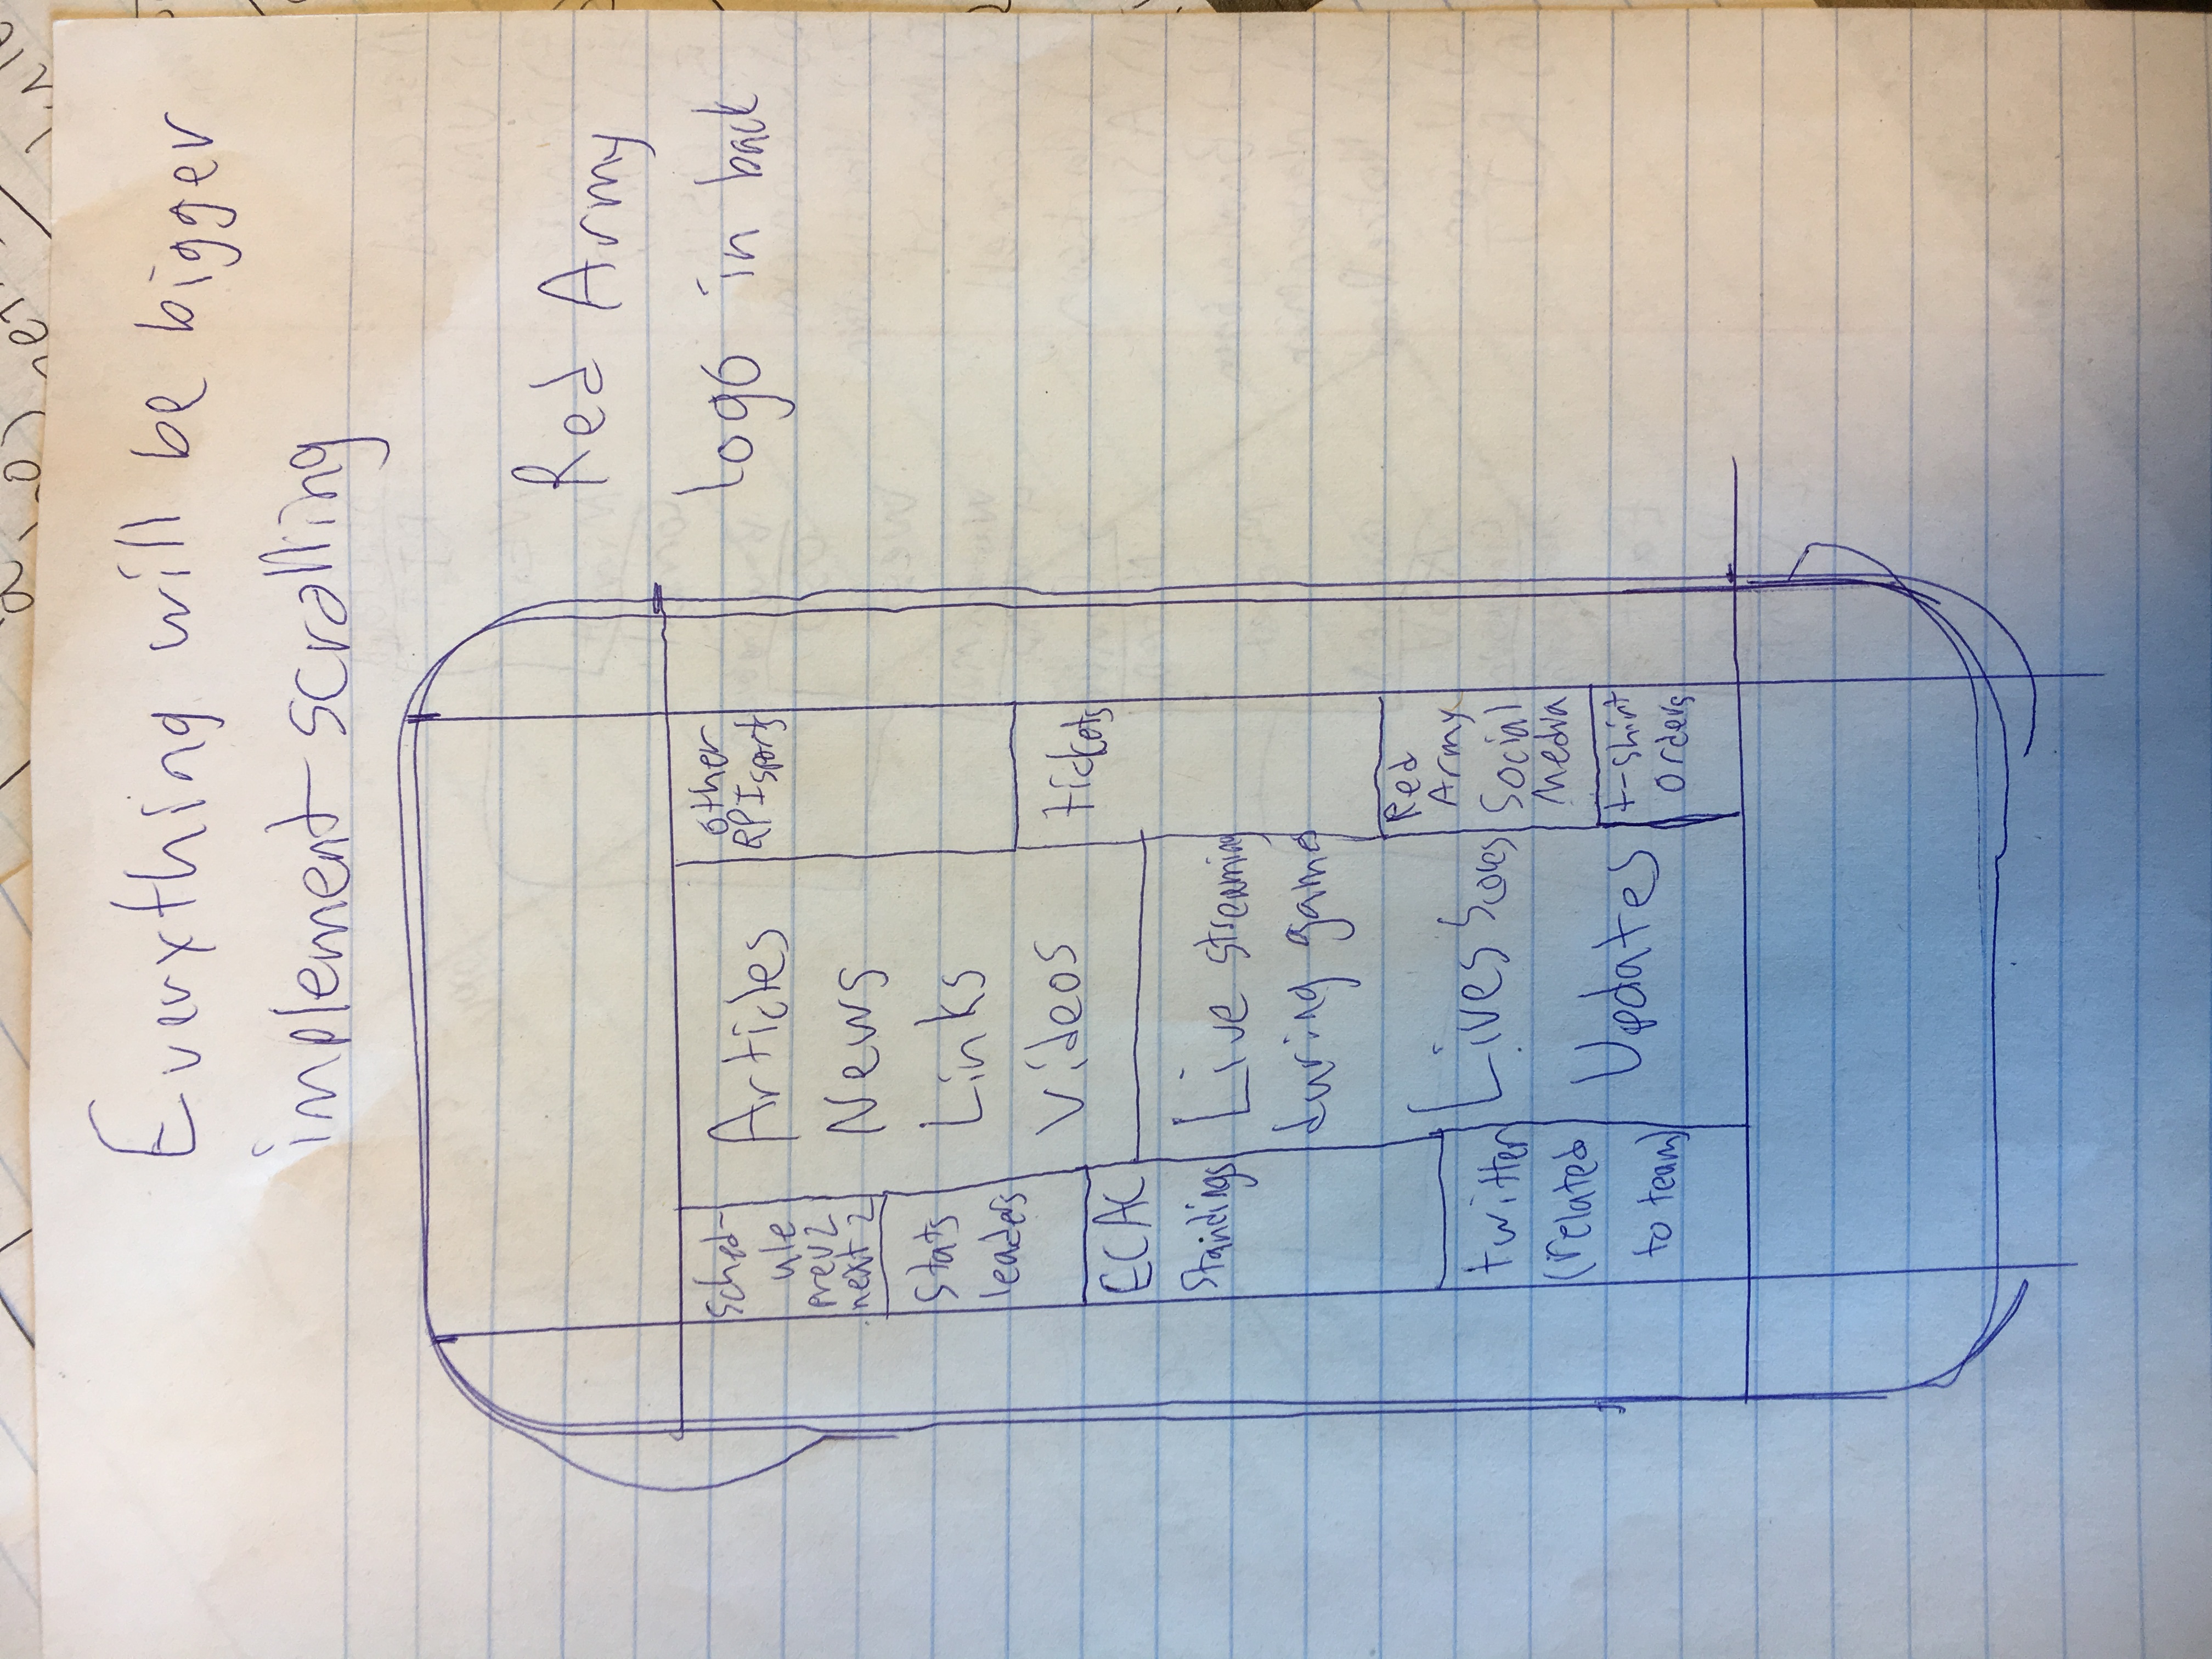 Everything will be bigger
implement scrolling
Red Army
logo in back
Sched-
ule
prev 2
next 2
Stats
leaders
ECAC
Standings
twitter
(related
to team)
Articles
News
Links
Videos
Live streaming
during game
Lives Scores
Updates
other
RPI sports
tickets
Red
Army
Social
Media
t-shirt
orders